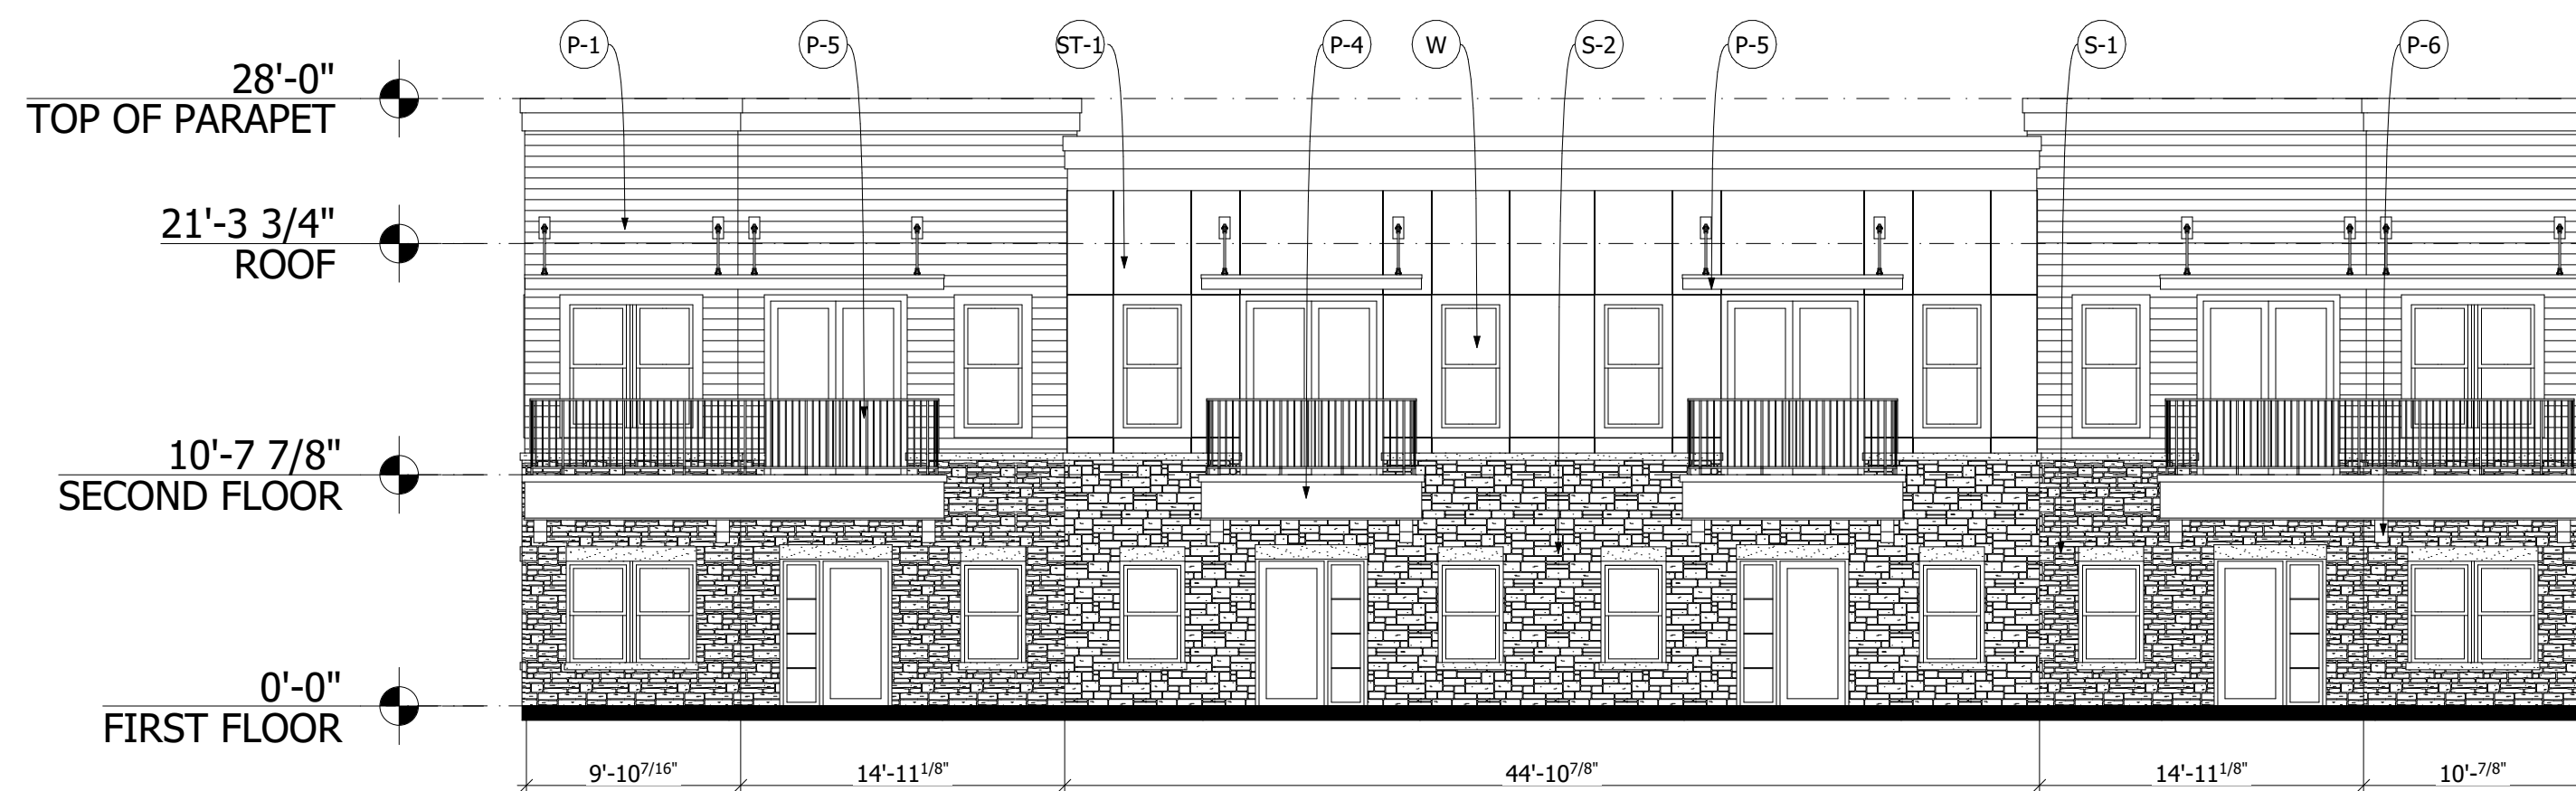 P-1
P-5
ST-1
P-4
W
S-2
P-5
S-1
P-6
28'-0"
TOP OF PARAPET
21'-3 3/4"
ROOF
10'-7 7/8"
SECOND FLOOR
0'-0"
FIRST FLOOR
9'-10 7/16"
14'-11 1/8"
44'-10 7/8"
14'-11 1/8"
10'- 7/8"